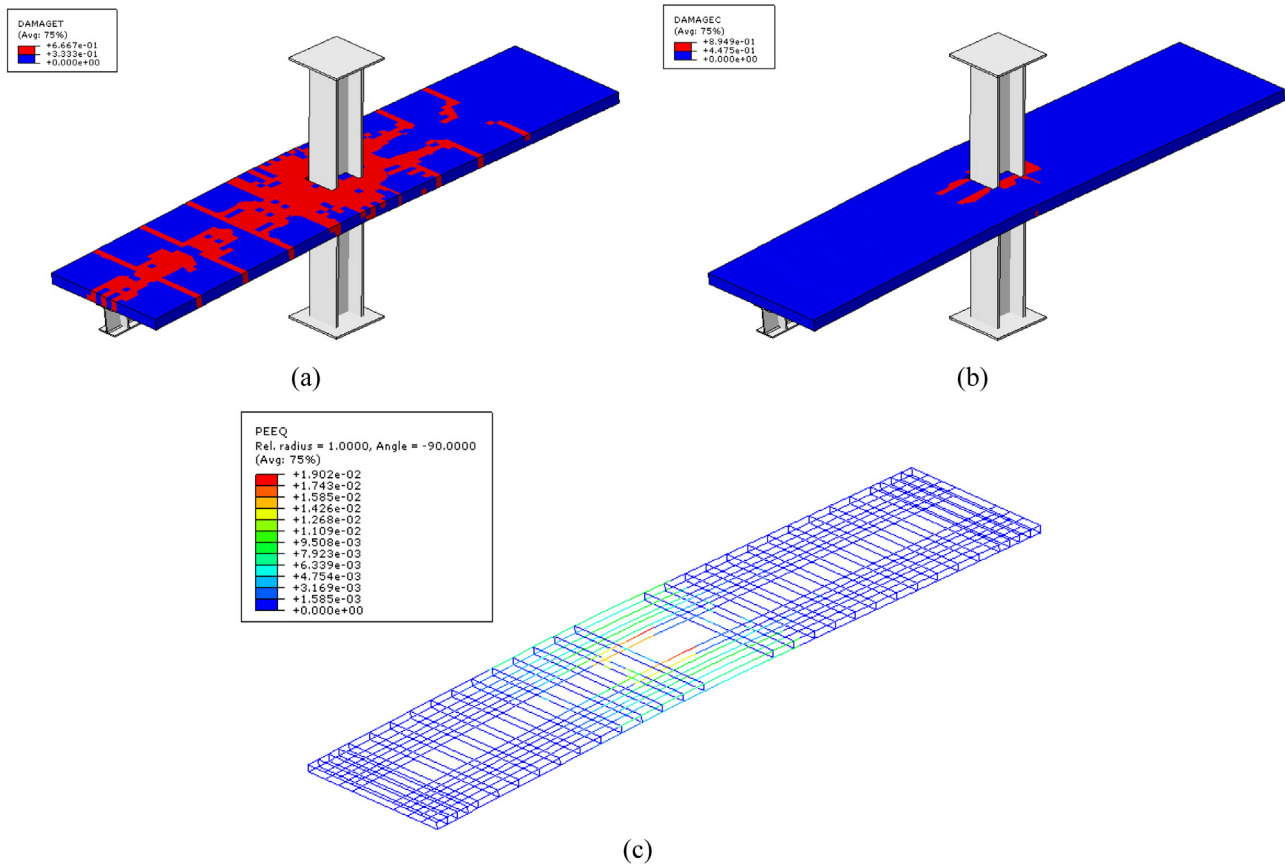 DAMAGET
(Avg: 75%)
+6.667e-01
+3.333e-01
+0.000e+00
DAMAGEC
(Avg: 75%)
+8.949e-01
+4.475e-01
+0.000e+00
(a)
(b)
PEEQ
Rel. radius = 1.0000, Angle = -90.0000
(Avg: 75%)
+1.902e-02
+1.743e-02
+1.585e-02
+1.426e-02
+1.268e-02
+1.109e-02
+9.508e-03
+7.923e-03
+6.339e-03
+4.754e-03
+3.169e-03
+1.585e-03
+0.000e+00
(c)